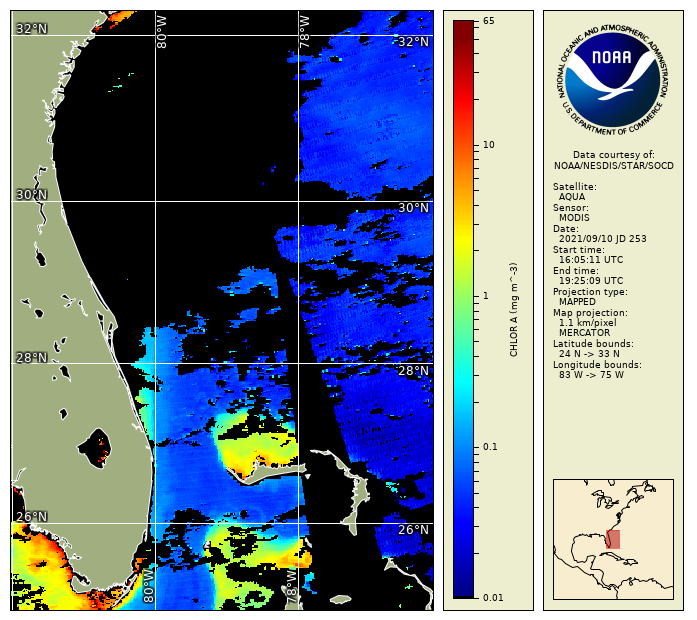 32°N
80°W
78°W
32°N
30°N
30°N
28°N
28°N
26°N
26°N
80°W
78°W
65
10
1
0.1
0.01
CHLOR A (mg m^-3)
NATIONAL OCEANIC AND ATMOSPHERIC ADMINISTRATION
NOAA
U.S. DEPARTMENT OF COMMERCE
Data courtesy of:
NOAA/NESDIS/STAR/SOCD
Satellite:
AQUA
Sensor:
MODIS
Date:
2021/09/10 JD 253
Start time:
16:05:11 UTC
End time:
19:25:09 UTC
Projection type:
MAPPED
Map projection:
1.1 km/pixel
MERCATOR
Latitude bounds:
24 N -> 33 N
Longitude bounds:
83 W -> 75 W